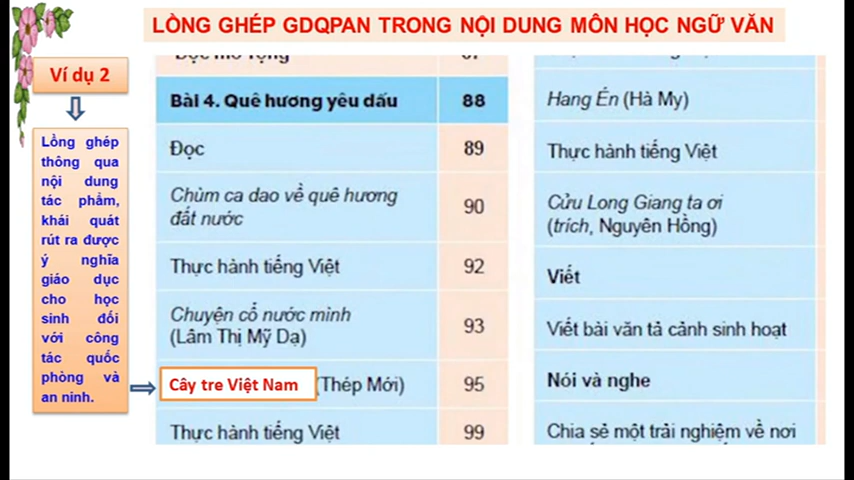 LỒNG GHÉP GDQPAN TRONG NỘI DUNG MÔN HỌC NGỮ VĂN
Ví dụ 2
Lồng ghép
thông qua
nội dung
tác phẩm,
khái quát
rút ra được
ý nghĩa
giáo dục
cho học
sinh đối
với công
tác quốc
phòng và
an ninh.
Đọc mở rộng 87
Bài 4. Quê hương yêu dấu 88
Đọc 89
Chùm ca dao về quê hương
đất nước 90
Thực hành tiếng Việt 92
Chuyện cổ nước mình
(Lâm Thị Mỹ Dạ) 93
Cây tre Việt Nam (Thép Mới) 95
Thực hành tiếng Việt 99
Hang Én (Hà My)
Thực hành tiếng Việt
Cửu Long Giang ta ơi
(trích, Nguyên Hồng)
Viết
Viết bài văn tả cảnh sinh hoạt
Nói và nghe
Chia sẻ một trải nghiệm về nơi